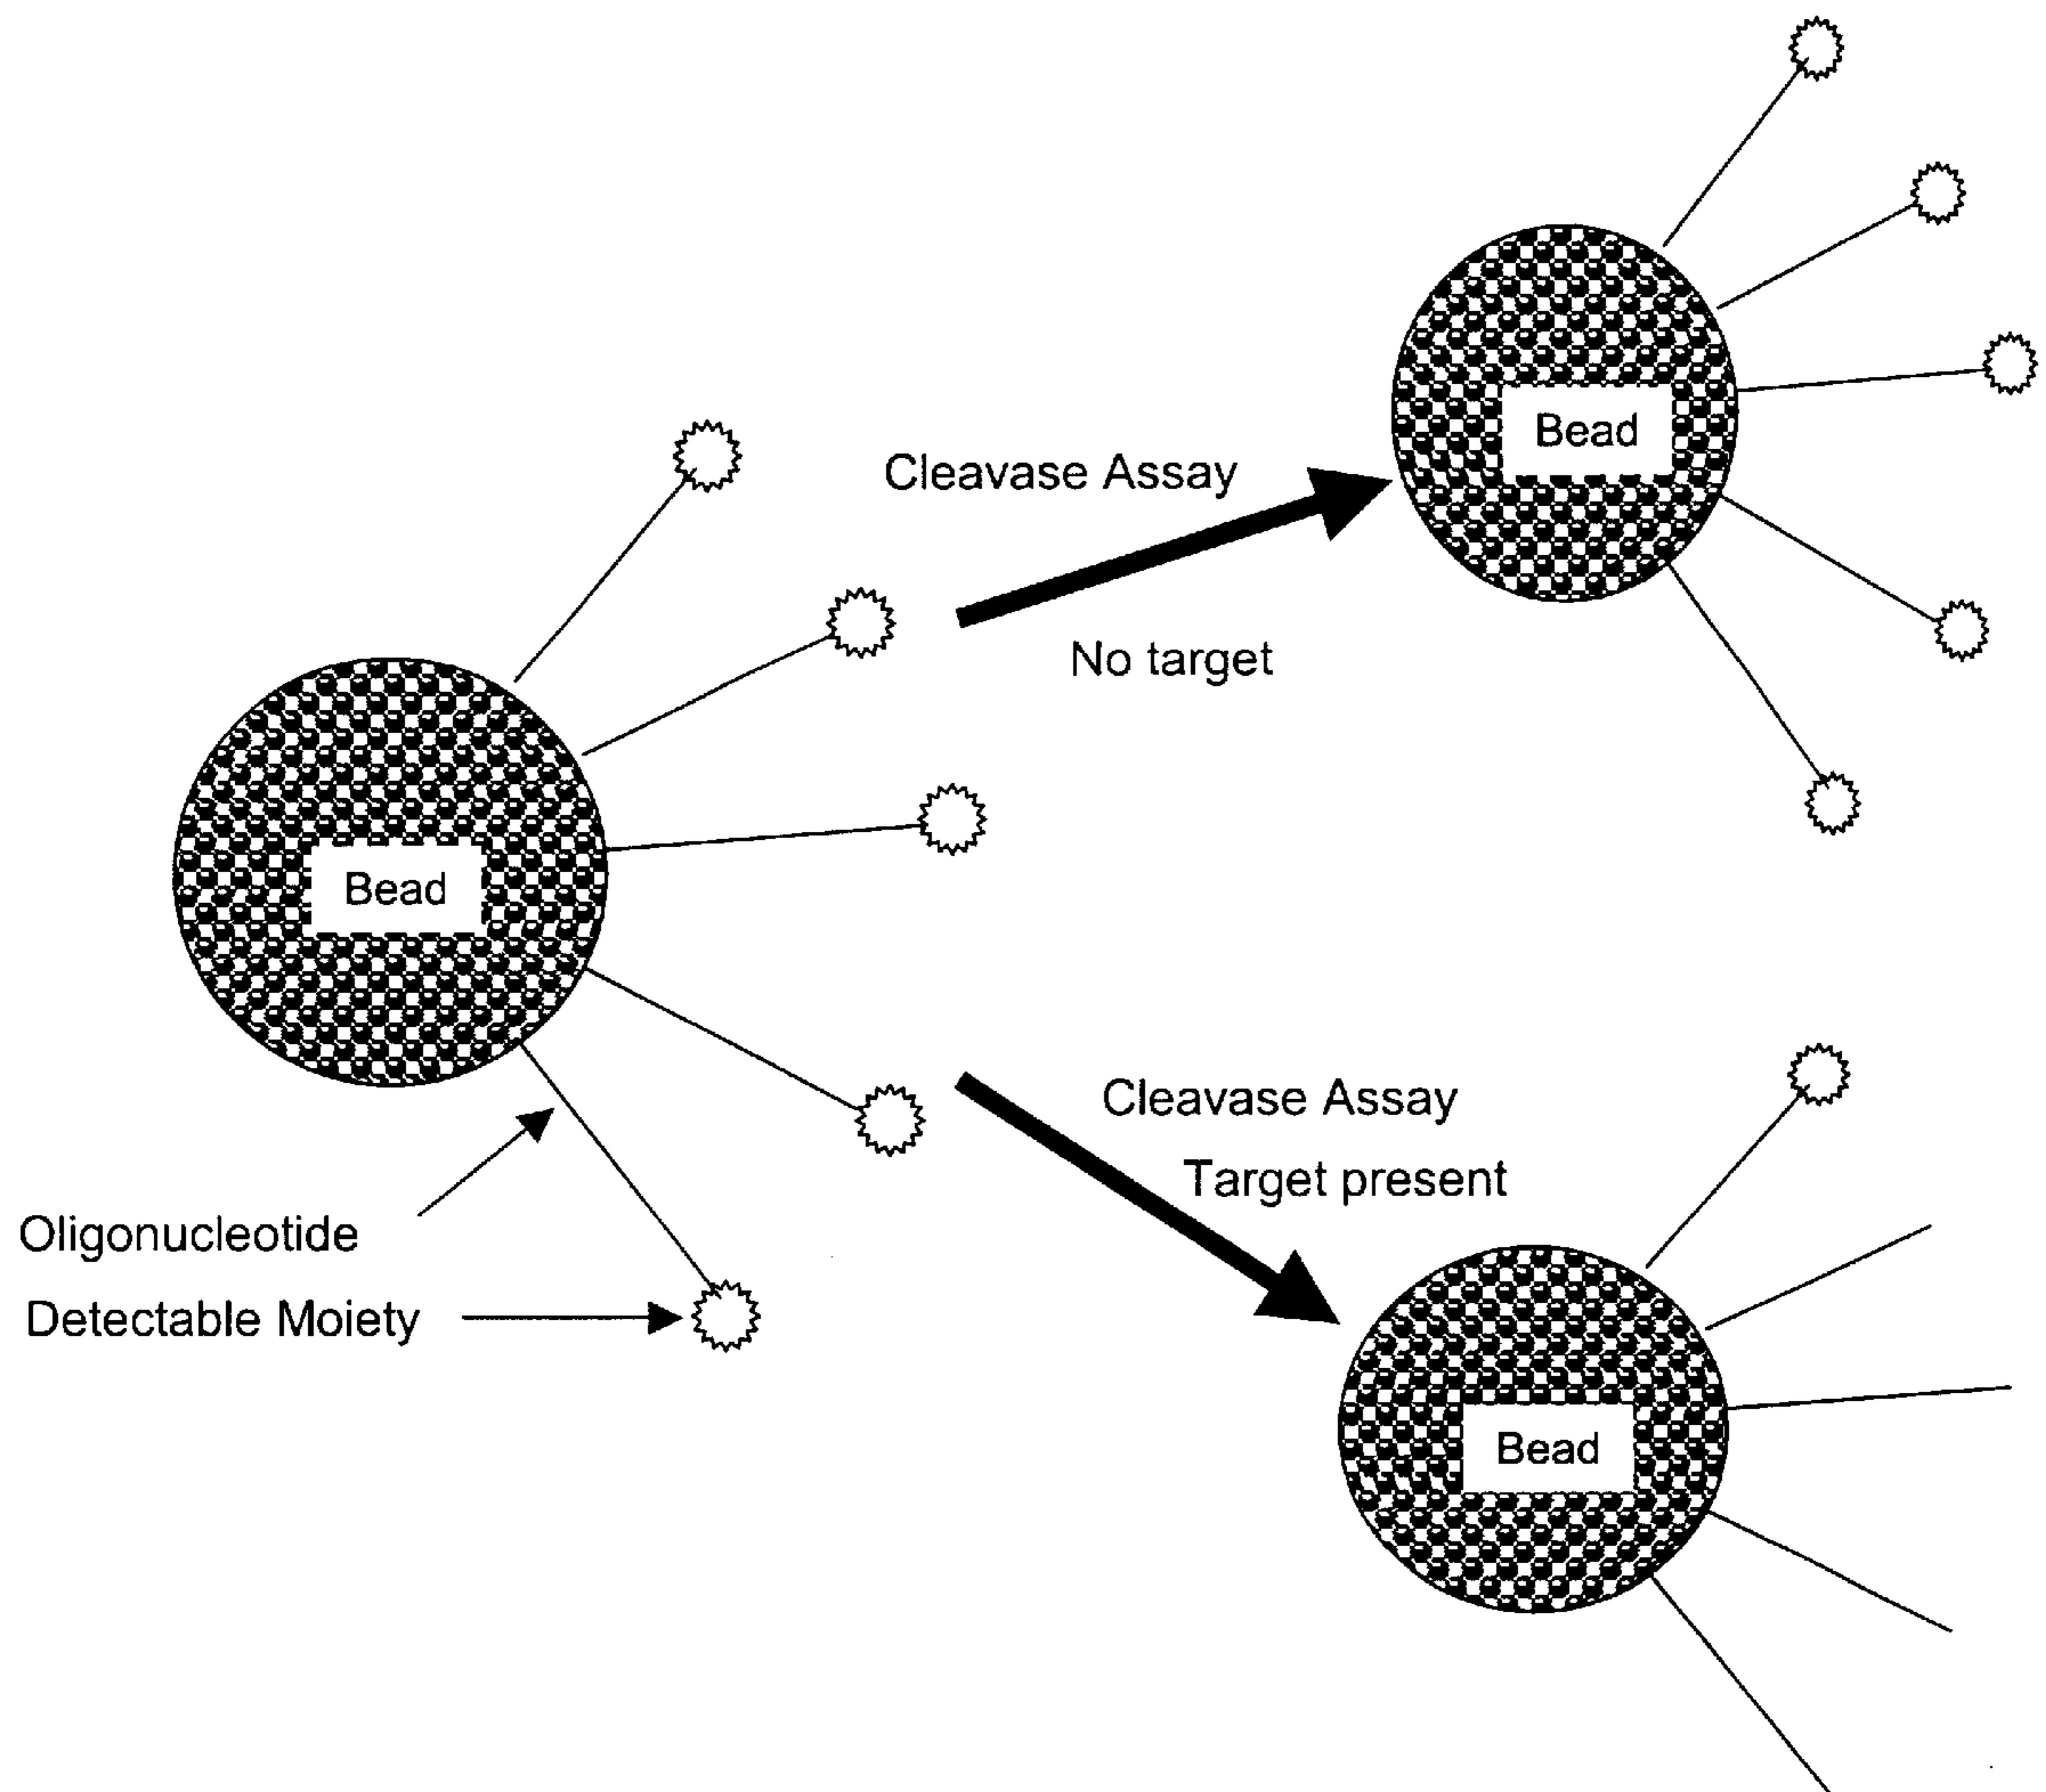 Bead
Cleavase Assay
No target
Bead
Cleavase Assay
Target present
Oligonucleotide
Detectable Moiety
Bead